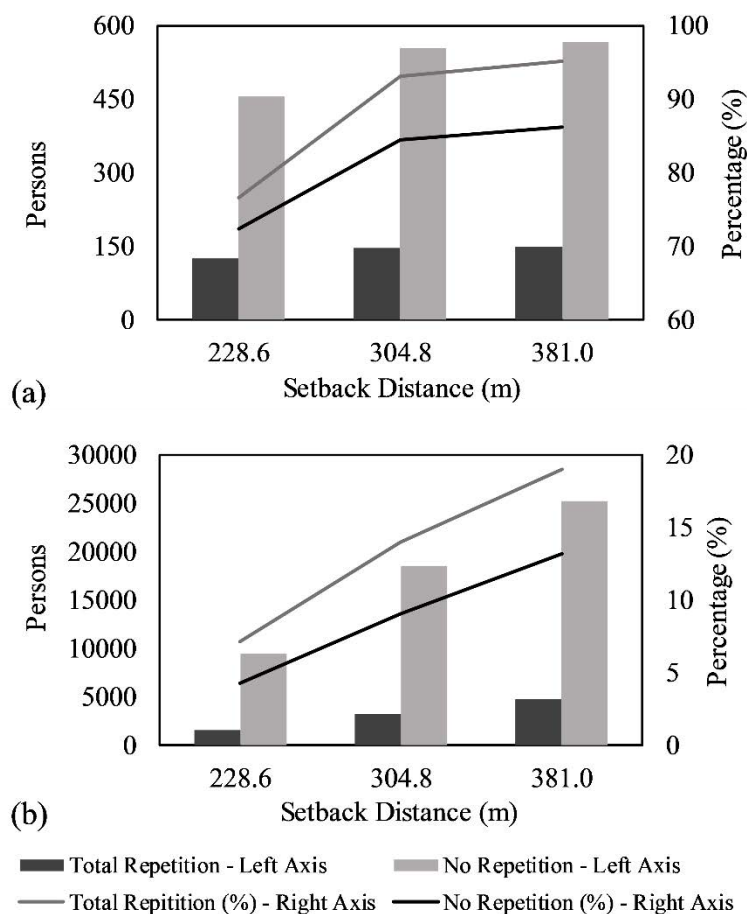 600
450
300
150
0
Persons
100
90
80
70
60
Percentage (%)
228.6 304.8 381.0
Setback Distance (m)
(a)
30000
25000
20000
15000
10000
5000
0
Persons
20
15
10
5
0
Percentage (%)
228.6 304.8 381.0
Setback Distance (m)
(b)
Total Repetition - Left Axis No Repetition - Left Axis
Total Repitition (%) - Right Axis No Repetition (%) - Right Axis